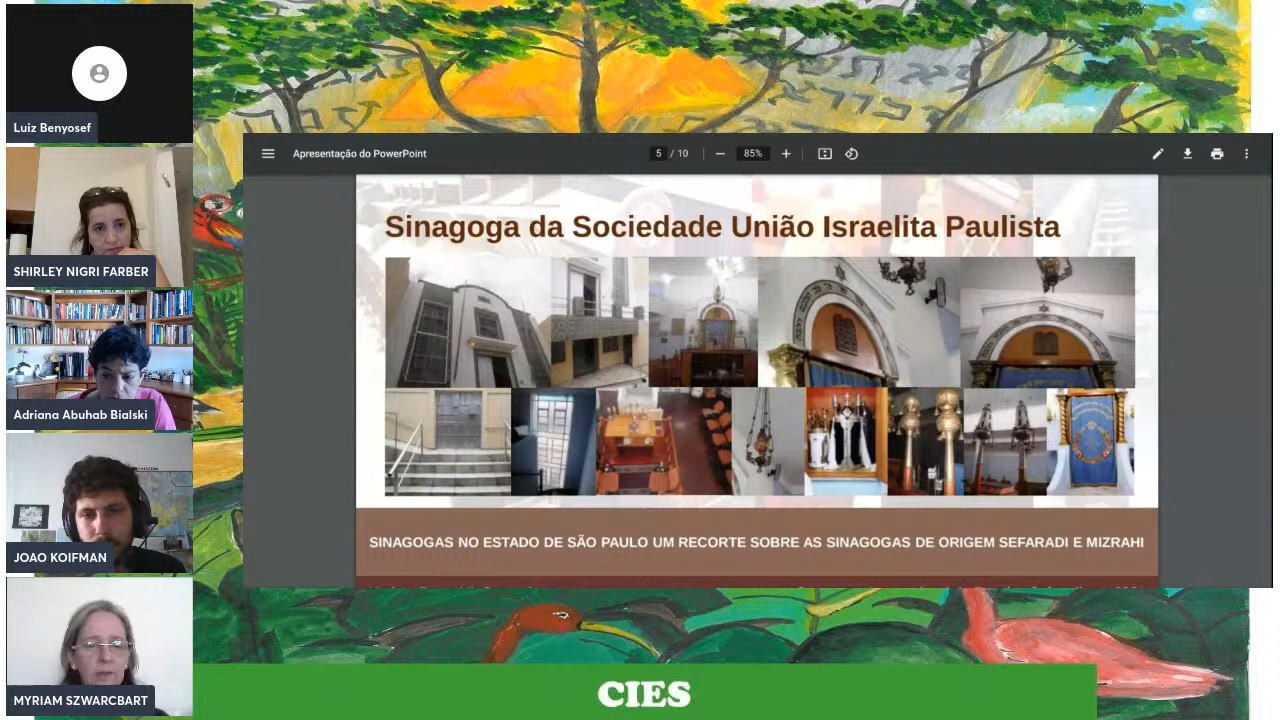 Luiz Benyosef
SHIRLEY NIGRI FARBER
Adriana Abuhab Bialski
JOAO KOIFMAN
MYRIAM SZWARCBART
Apresentação do PowerPoint
5 / 10
85%
Sinagoga da Sociedade União Israelita Paulista
SINAGOGAS NO ESTADO DE SÃO PAULO UM RECORTE SOBRE AS SINAGOGAS DE ORIGEM SEFARADI E MIZRAHI
CIES